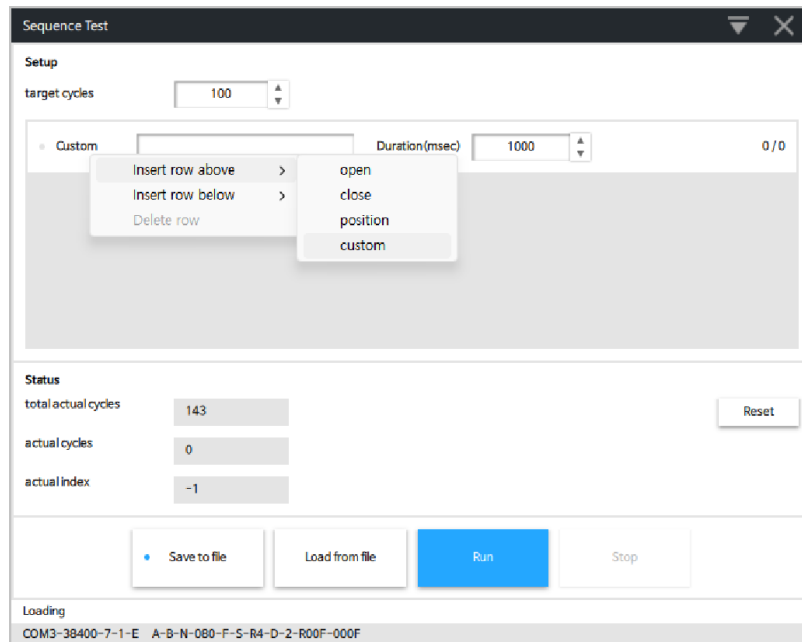 Sequence Test
Setup
target cycles 100
Custom Duration(msec) 1000 0/0
Insert row above > open
Insert row below > close
Delete row position
custom
Status
total actual cycles 143 Reset
actual cycles 0
actual index -1
Save to file Load from file Run Stop
Loading
COM3-38400-7-1-E A-B-N-080-F-S-R4-D-2-R00F-000F